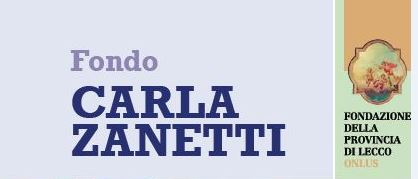 Fondo
CARLA
ZANETTI
FONDAZIONE
DELLA
PROVINCIA
DI LECCO
ONLUS